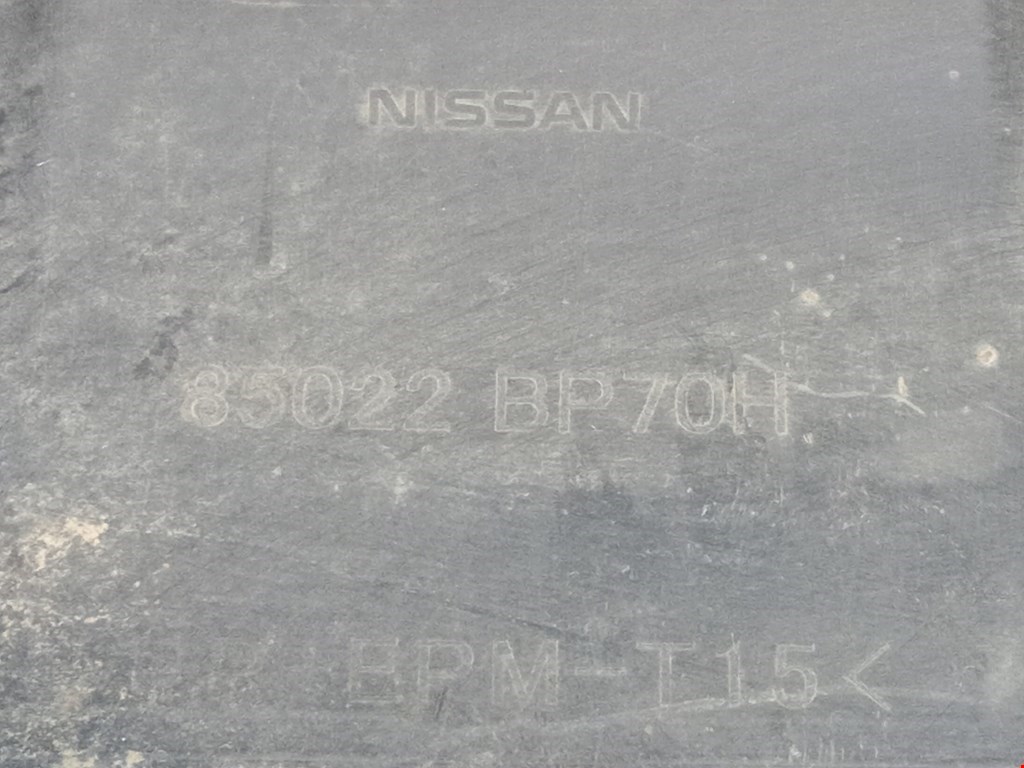 NISSAN
85022 BP70H
EPM-T15<